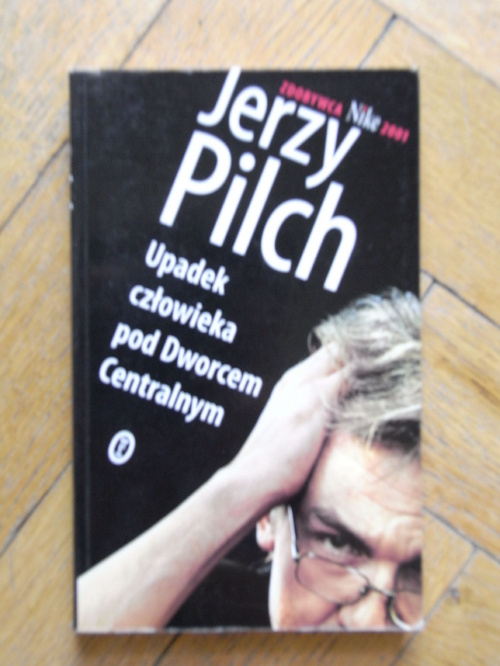 ZDOBYWCA Nike 2001
Jerzy
Pilch
Upadek
człowieka
pod Dworcem
Centralnym